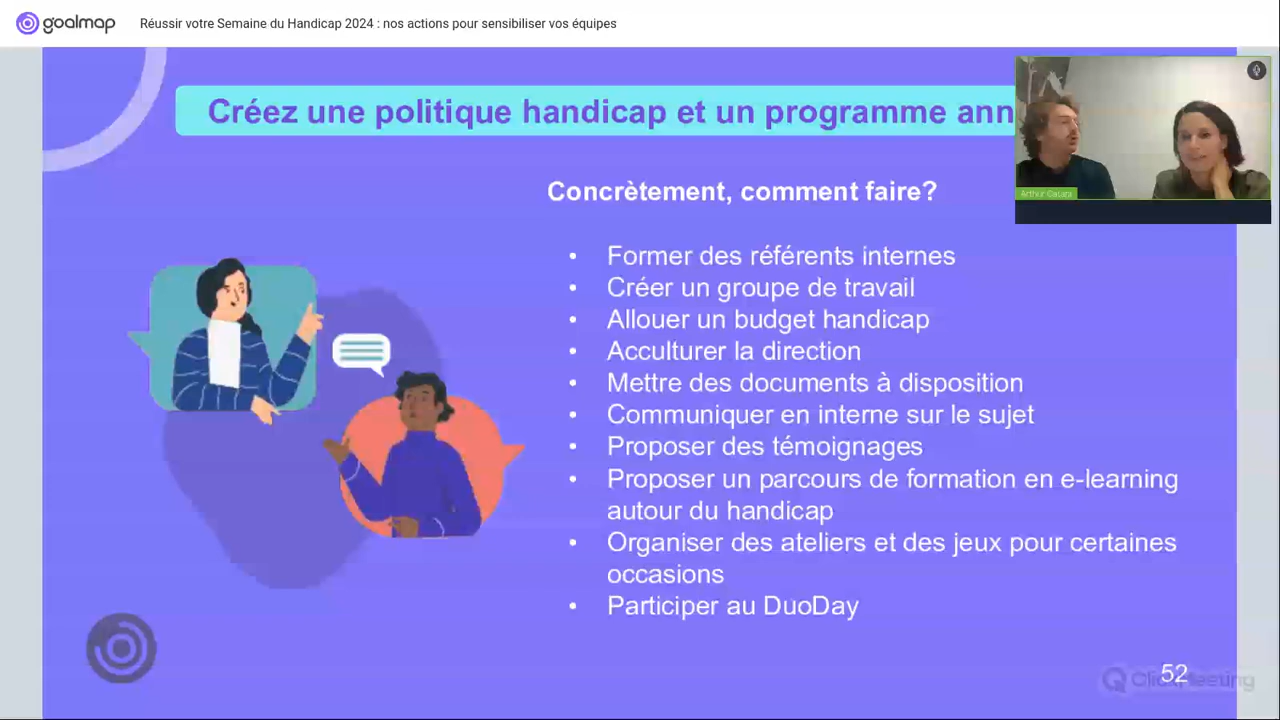 goalmap
Réussir votre Semaine du Handicap 2024 : nos actions pour sensibiliser vos équipes
Créez une politique handicap et un programme ann
Arthur
Concrètement, comment faire?
• Former des référents internes
• Créer un groupe de travail
• Allouer un budget handicap
• Acculturer la direction
• Mettre des documents à disposition
• Communiquer en interne sur le sujet
• Proposer des témoignages
• Proposer un parcours de formation en e-learning
autour du handicap
• Organiser des ateliers et des jeux pour certaines
occasions
• Participer au DuoDay
52
ClickMeeting